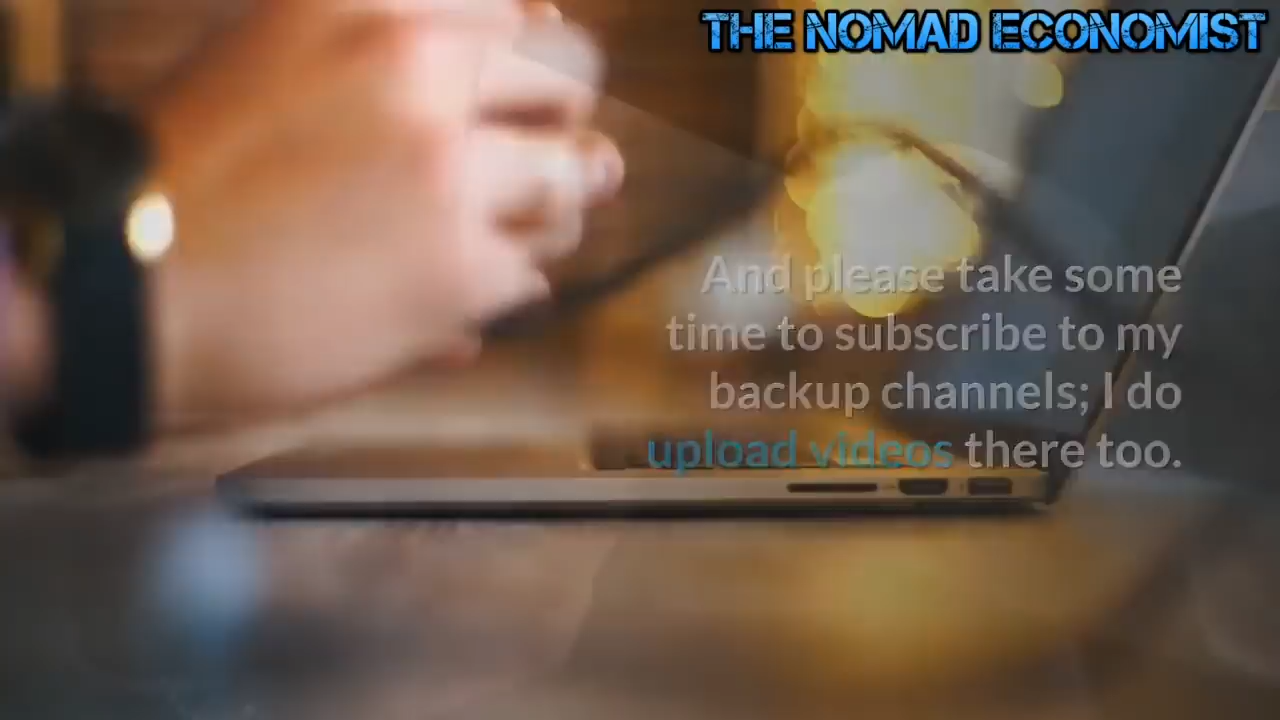 THE NOMAD ECONOMIST
And please take some
time to subscribe to my
backup channels; I do
upload videos there too.